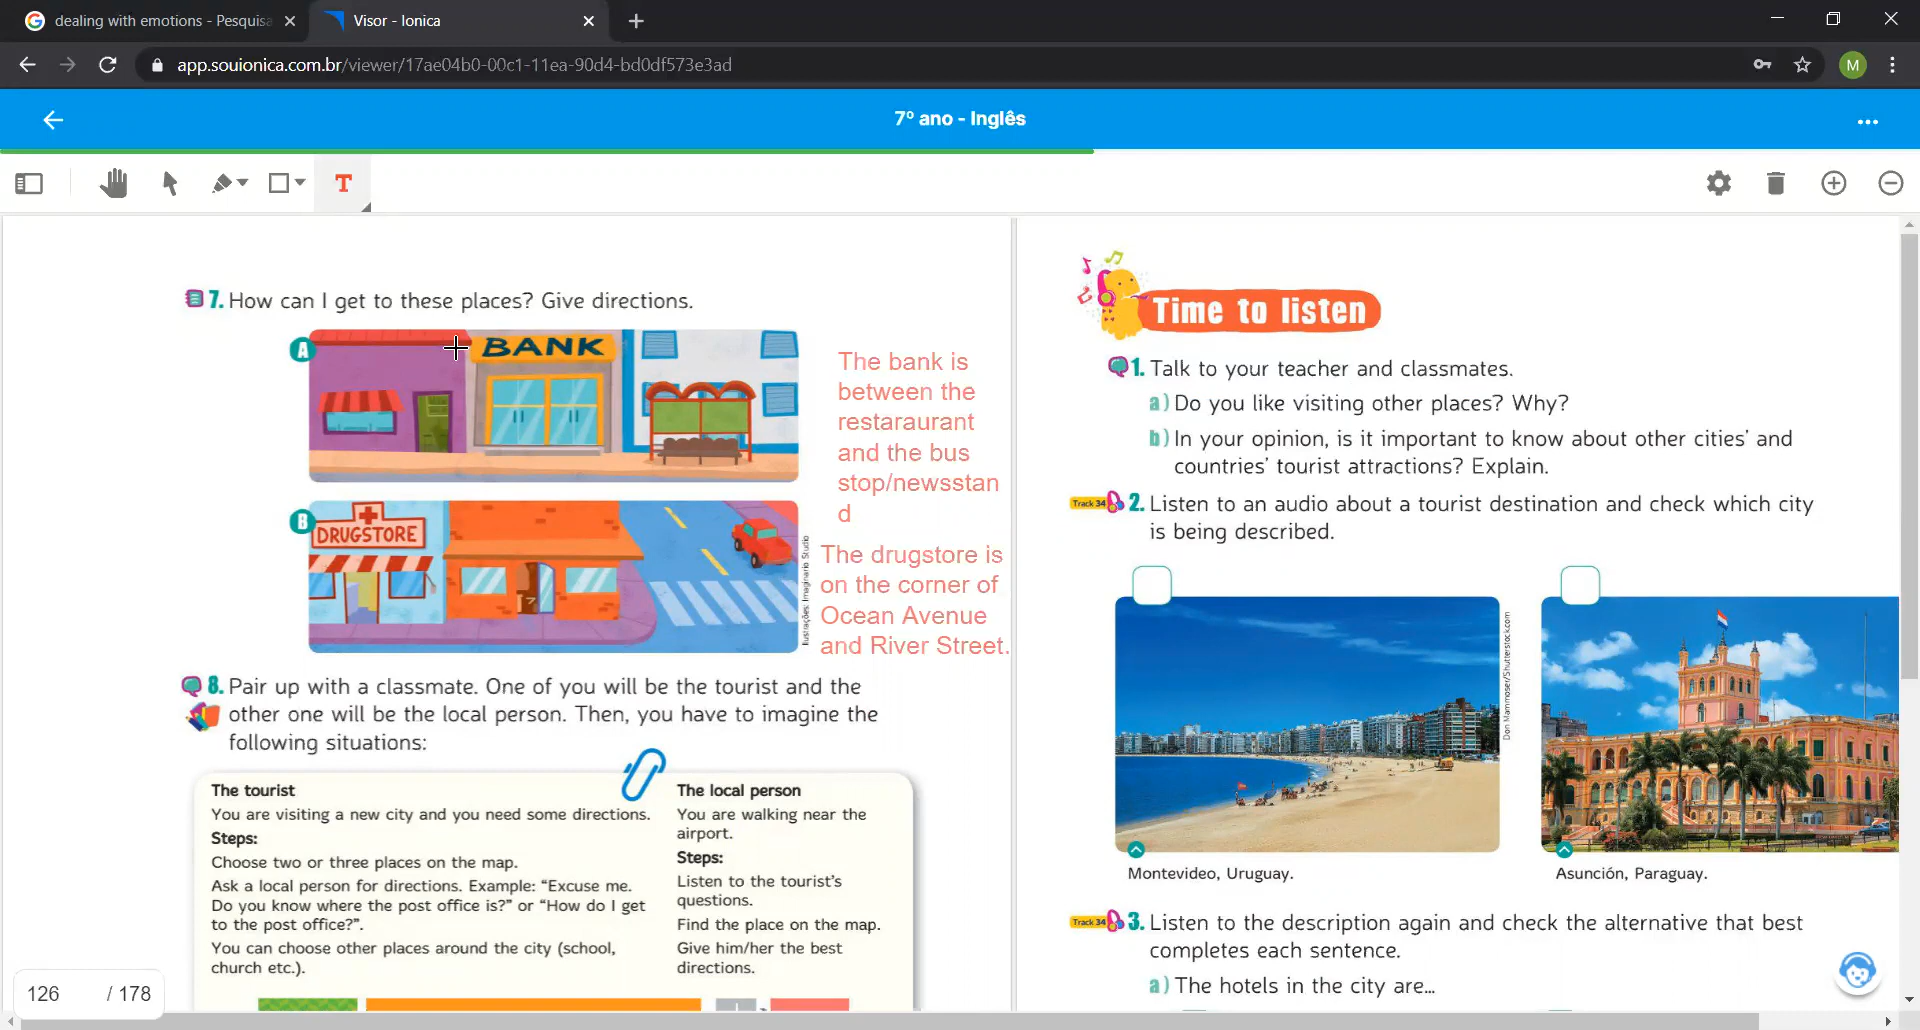 dealing with emotions - Pesquisa
Visor - Ionica
app.souionica.com.br/viewer/17ae04b0-00c1-11ea-90d4-bd0df573e3ad
M
7º ano - Inglês
T
7. How can I get to these places? Give directions.
A
BANK
The bank is
between the
restaraurant
and the bus
stop/newsstan
d
B
DRUGSTORE
Ilustrações: Imaginario Studio
The drugstore is
on the corner of
Ocean Avenue
and River Street.
8. Pair up with a classmate. One of you will be the tourist and the
other one will be the local person. Then, you have to imagine the
following situations:
The tourist
You are visiting a new city and you need some directions.
Steps:
Choose two or three places on the map.
Ask a local person for directions. Example: “Excuse me.
Do you know where the post office is?” or “How do I get
to the post office?”.
You can choose other places around the city (school,
church etc.).
The local person
You are walking near the
airport.
Steps:
Listen to the tourist’s
questions.
Find the place on the map.
Give him/her the best
directions.
126 / 178
Time to listen
1. Talk to your teacher and classmates.
a) Do you like visiting other places? Why?
b) In your opinion, is it important to know about other cities’ and
countries’ tourist attractions? Explain.
Track 34 2. Listen to an audio about a tourist destination and check which city
is being described.
Don Mammoser/Shutterstock.com
Montevideo, Uruguay.
Asunción, Paraguay.
Track 34 3. Listen to the description again and check the alternative that best
completes each sentence.
a) The hotels in the city are...